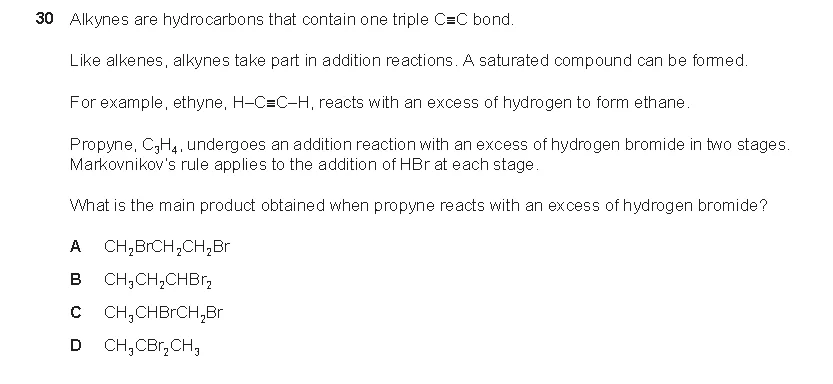 30 Alkynes are hydrocarbons that contain one triple C≡C bond.
Like alkenes, alkynes take part in addition reactions. A saturated compound can be formed.
For example, ethyne, H–C≡C–H, reacts with an excess of hydrogen to form ethane.
Propyne, C₃H₄, undergoes an addition reaction with an excess of hydrogen bromide in two stages.
Markovnikov's rule applies to the addition of HBr at each stage.
What is the main product obtained when propyne reacts with an excess of hydrogen bromide?
A CH₂BrCH₂CH₂Br
B CH₃CH₂CHBr₂
C CH₃CHBrCH₂Br
D CH₃CBr₂CH₃